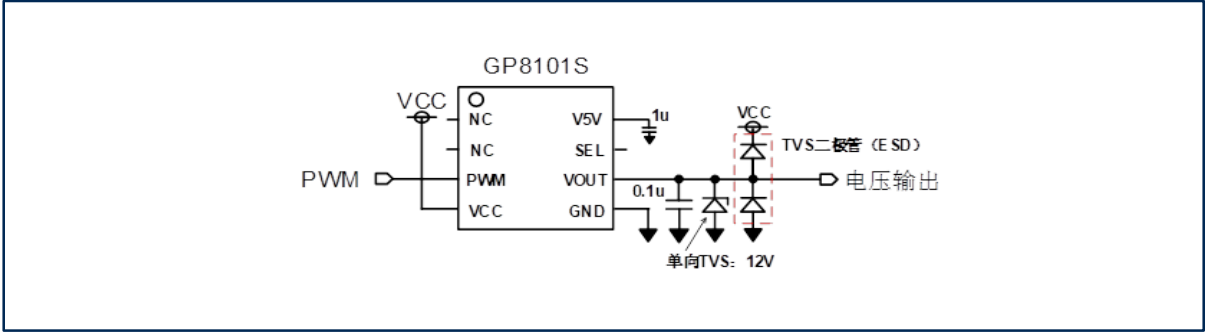 GP8101S
VCC
NC
V5V
1u
VCC
TVS二极管（ESD）
NC
SEL
PWM
PWM
VOUT
电压输出
0.1u
VCC
GND
单向TVS：12V